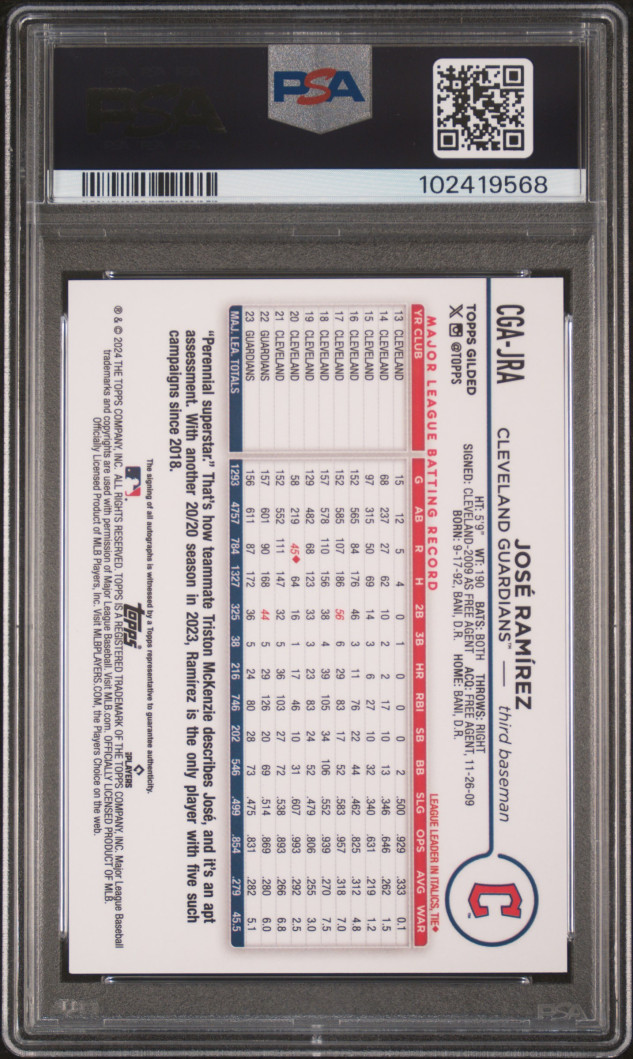 PSA
102419568
CGA-JRA
TOPPS GILDED
@TOPPS
JOSÉ RAMÍREZ
CLEVELAND GUARDIANS™ — third baseman
HT: 5'9" WT: 190 BATS: BOTH THROWS: RIGHT
SIGNED: CLEVELAND-2009 AS FREE AGENT ACQ: FREE AGENT, 11-26-09
BORN: 9-17-92, BANI, D.R. HOME: BANI, D.R.
C
MAJOR LEAGUE BATTING RECORD LEAGUE LEADER IN ITALICS, TIE♦
YR CLUB G AB R H 2B 3B HR RBI SB BB SLG OPS AVG WAR
13 CLEVELAND 15 12 5 4 0 1 0 0 0 2 .500 .929 .333 0.1
14 CLEVELAND 68 237 27 62 10 2 2 17 10 13 .346 .646 .262 1.5
15 CLEVELAND 97 315 50 69 14 3 6 27 10 32 .340 .631 .219 1.2
16 CLEVELAND 152 565 84 176 46 3 11 76 22 44 .462 .825 .312 4.8
17 CLEVELAND 152 585 107 186 56 6 29 83 17 52 .583 .957 .318 7.0
18 CLEVELAND 157 578 110 156 38 4 39 105 34 106 .552 .939 .270 7.5
19 CLEVELAND 129 482 68 123 33 3 23 83 24 52 .479 .806 .255 3.0
20 CLEVELAND 58 219 45♦ 64 16 1 17 46 10 31 .607 .993 .292 2.5
21 CLEVELAND 152 552 111 147 32 5 36 103 27 72 .538 .893 .266 6.8
22 GUARDIANS 157 601 90 168 44 5 29 126 20 69 .514 .869 .280 6.0
23 GUARDIANS 156 611 87 172 36 5 24 80 28 73 .475 .831 .282 5.1
MAJ. LEA. TOTALS 1293 4757 784 1327 325 38 216 746 202 546 .499 .854 .279 45.5
"Perennial superstar." That's how teammate Triston McKenzie describes José, and it's an apt
assessment. With another 20/20 season in 2023, Ramírez is the only player with five such
campaigns since 2018.
The signing of all autographs is witnessed by a Topps representative to guarantee authenticity.
Topps
PLAYERS
® & © 2024 THE TOPPS COMPANY, INC. ALL RIGHTS RESERVED. TOPPS IS A REGISTERED TRADEMARK OF THE TOPPS COMPANY, INC. Major League Baseball
trademarks and copyrights are used with permission of Major League Baseball. Visit MLB.com. OFFICIALLY LICENSED PRODUCT OF MLB.
Officially Licensed Product of MLB Players, Inc. Visit MLBPLAYERS.COM, the Players Choice on the web.
PSA